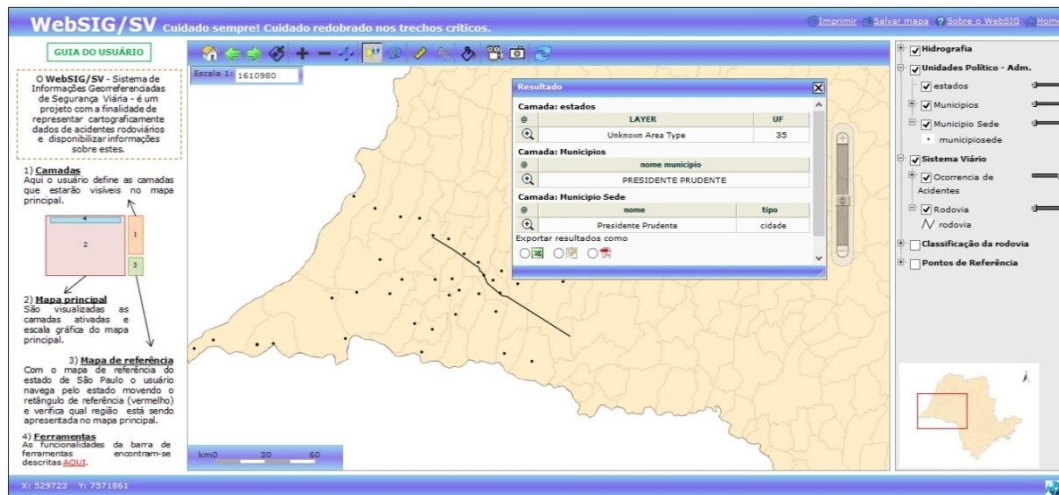 WebSIG/SV Cuidado sempre! Cuidado redobrado nos trechos críticos.
Imprimir Salvar mapa Sobre o WebSIG Home
GUIA DO USUÁRIO
O WebSIG/SV - Sistema de
Informações Georreferenciadas
de Segurança Viária - é um
projeto com a finalidade de
representar cartograficamente
dados de acidentes rodoviários
e disponibilizar informações
sobre estes.
1) Camadas
Aqui o usuário define as camadas
que estarão visíveis no mapa
principal.
4
2
1
3
2) Mapa principal
São visualizadas as
camadas ativadas e
escala gráfica do mapa
principal.
3) Mapa de referência
Com o mapa de referência do
estado de São Paulo o usuário
navega pelo estado movendo o
retângulo de referência (vermelho)
e verifica qual região está sendo
apresentada no mapa principal.
4) Ferramentas
As funcionalidades da barra de
ferramentas encontram-se
descritas AQUI.
Escala 1: 1610980
Resultado
Camada: estados
LAYER UF
Unknown Area Type 35
Camada: Municipios
nome municipio
PRESIDENTE PRUDENTE
Camada: Municipio Sede
nome tipo
Presidente Prudente cidade
Exportar resultados como
km0 30 60
Hidrografia
Unidades Político - Adm.
estados
Municipios
Municipio Sede
municipiosede
Sistema Viário
Ocorrencia de
Acidentes
Rodovia
rodovia
Classificação da rodovia
Pontos de Referência
X: 529723 Y: 7571861